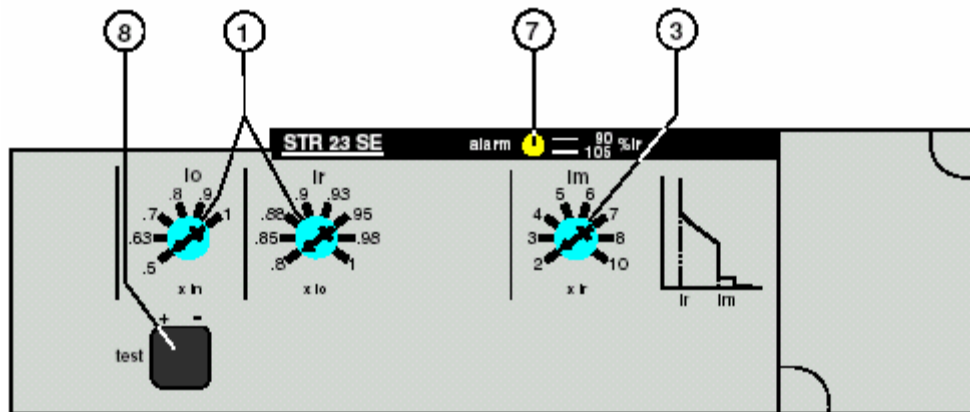 8 1 7 3
STR 23 SE alarm 90
105 %Ir
Io Ir Im
.5 .63 .7 .8 .9 1
x In
.8 .85 .88 .9 .93 .95 .98 1
x Io
2 3 4 5 6 7 8 10
x Ir
Ir Im
+ -
test